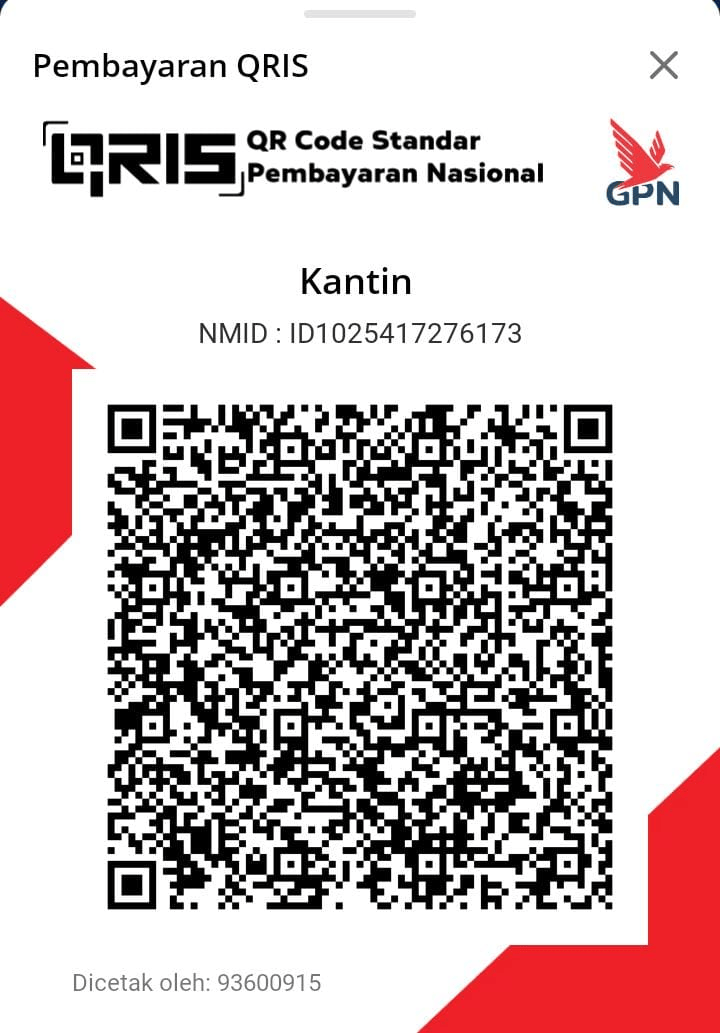 Pembayaran QRIS
QRIS
QR Code Standar
Pembayaran Nasional
GPN
Kantin
NMID : ID1025417276173
Dicetak oleh: 93600915